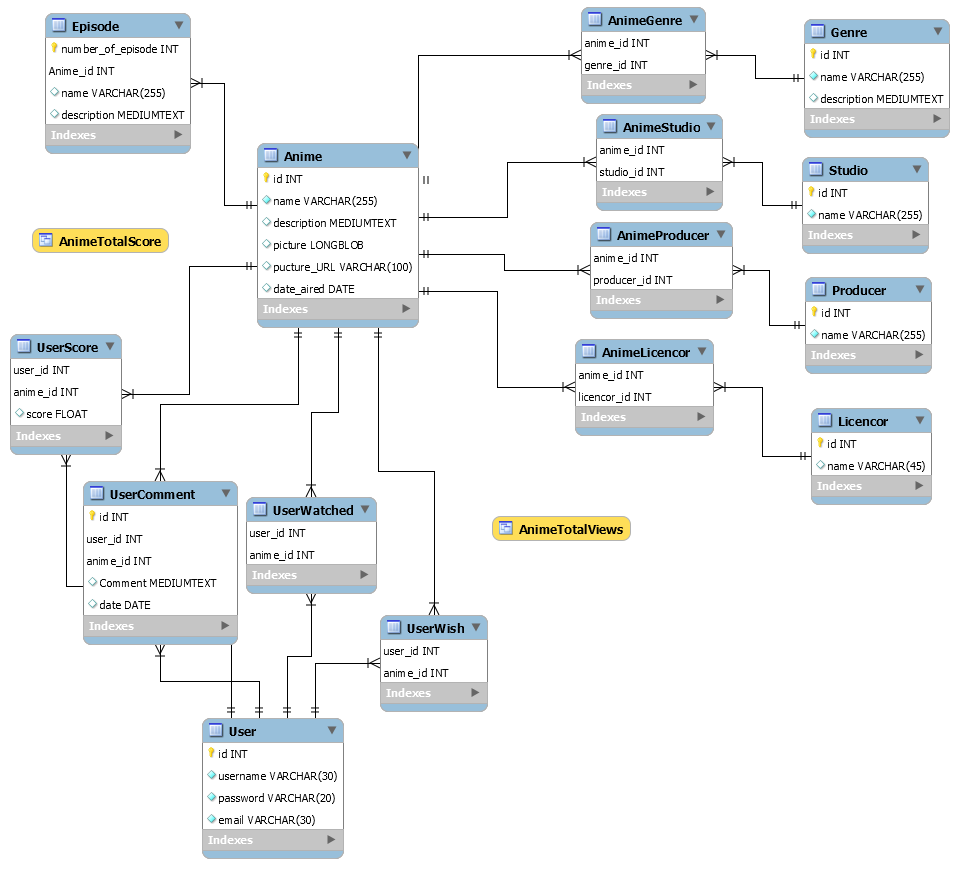 Episode
number_of_episode INT
Anime_id INT
name VARCHAR(255)
description MEDIUMTEXT
Indexes
AnimeGenre
anime_id INT
genre_id INT
Indexes
Genre
id INT
name VARCHAR(255)
description MEDIUMTEXT
Indexes
Anime
id INT
name VARCHAR(255)
description MEDIUMTEXT
picture LONGBLOB
pucture_URL VARCHAR(100)
date_aired DATE
Indexes
AnimeStudio
anime_id INT
studio_id INT
Indexes
Studio
id INT
name VARCHAR(255)
Indexes
AnimeTotalScore
AnimeProducer
anime_id INT
producer_id INT
Indexes
Producer
id INT
name VARCHAR(255)
Indexes
UserScore
user_id INT
anime_id INT
score FLOAT
Indexes
AnimeLicencor
anime_id INT
licencor_id INT
Indexes
Licencor
id INT
name VARCHAR(45)
Indexes
UserComment
id INT
user_id INT
anime_id INT
Comment MEDIUMTEXT
date DATE
Indexes
UserWatched
user_id INT
anime_id INT
Indexes
AnimeTotalViews
UserWish
user_id INT
anime_id INT
Indexes
User
id INT
username VARCHAR(30)
password VARCHAR(20)
email VARCHAR(30)
Indexes